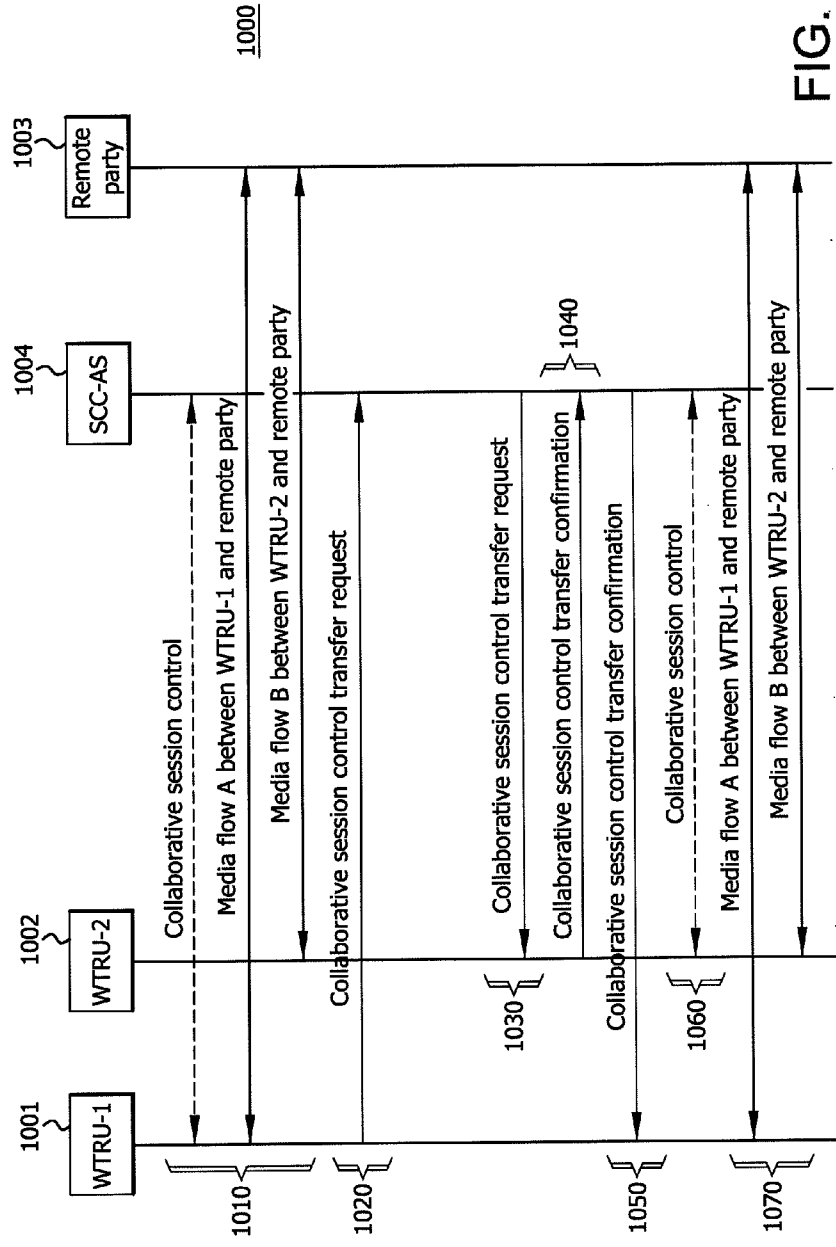 1000
1001
WTRU-1
1002
WTRU-2
1004
SCC-AS
1003
Remote
party
1010
Collaborative session control
Media flow A between WTRU-1 and remote party
Media flow B between WTRU-2 and remote party
1020
Collaborative session control transfer request
1030
Collaborative session control transfer request
Collaborative session control transfer confirmation
1040
1050
Collaborative session control transfer confirmation
1060
Collaborative session control
1070
Media flow A between WTRU-1 and remote party
Media flow B between WTRU-2 and remote party
FIG.